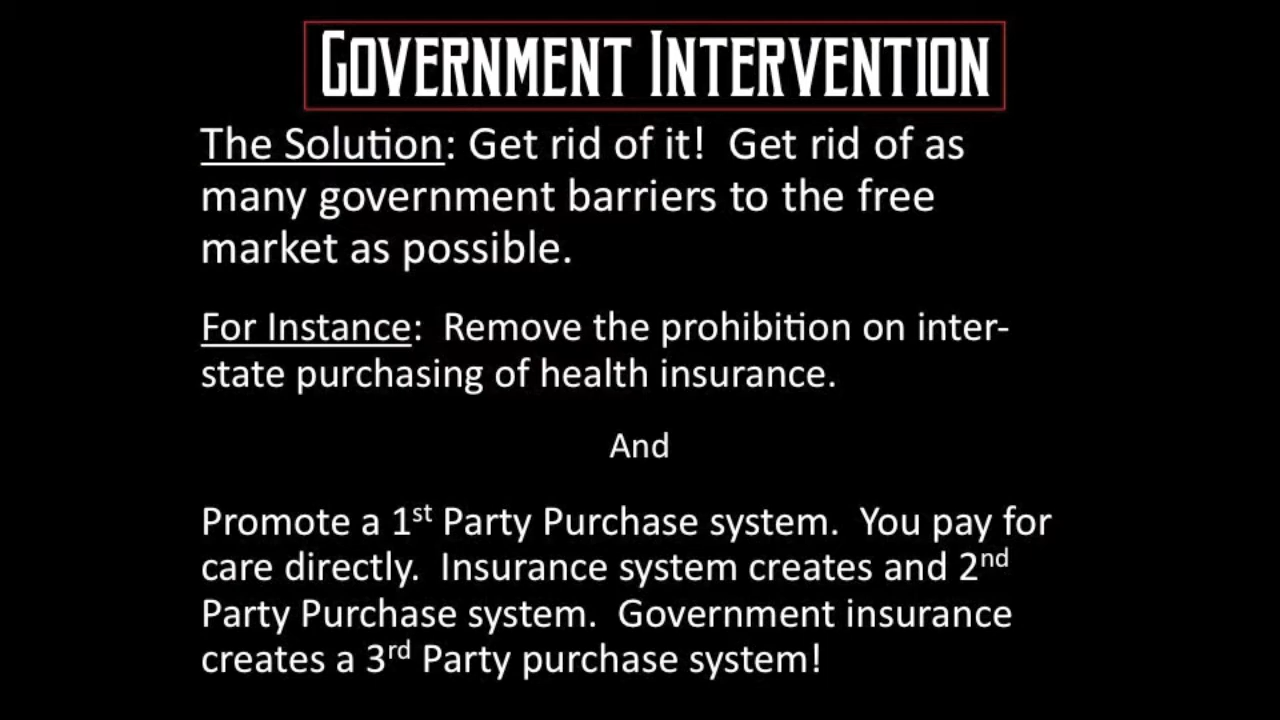 GOVERNMENT INTERVENTION
The Solution: Get rid of it!  Get rid of as
many government barriers to the free
market as possible.
For Instance:  Remove the prohibition on inter-
state purchasing of health insurance.
And
Promote a 1st Party Purchase system.  You pay for
care directly.  Insurance system creates and 2nd
Party Purchase system.  Government insurance
creates a 3rd Party purchase system!